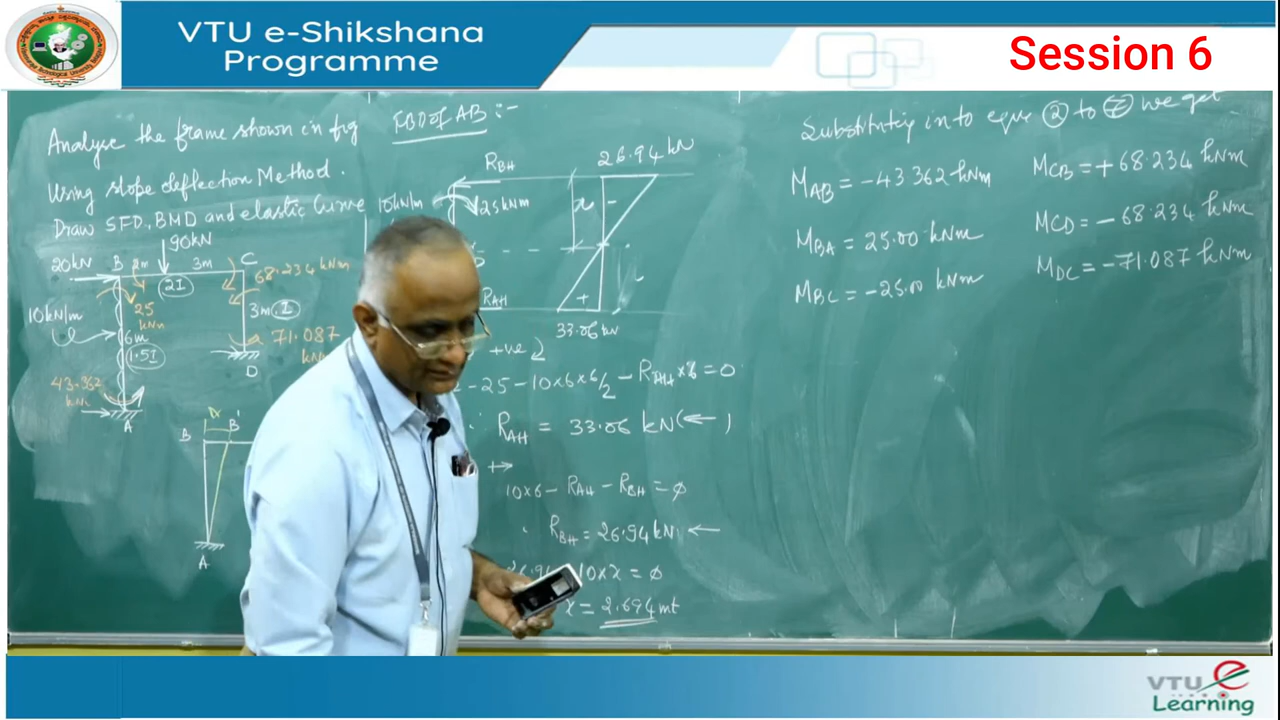 VTU e-Shikshana
Programme
Session 6
Analyse the frame shown in fig
Using slope deflection Method.
Draw SFD, BMD and elastic Curve
90kN
20kN B 2m 3m C
2I
68.234 kNm
25
kNm
10kN/m
6m
1.5I
3m I
71.087
kNm
D
43.362
kNm
A
B B'
A
FBD of AB :-
RBH
26.94 kN
10kN/m
25kNm
x
-
RAH
+
33.06 kN
+ve
- 25 - 10×6×6/2 - RAH×6 = 0
∴ RAH = 33.06 kN (←)
10×6 - RAH - RBH = 0
∴ RBH = 26.94 kN ←
10×x = 0
x = 2.694 mt
Substituting in to eqns ② to ⑦ we get
MAB = -43.362 kNm
MBA = 25.00 kNm
MBC = -25.00 kNm
MCB = +68.234 kNm
MCD = -68.234 kNm
MDC = -71.087 kNm
VTU e
Learning